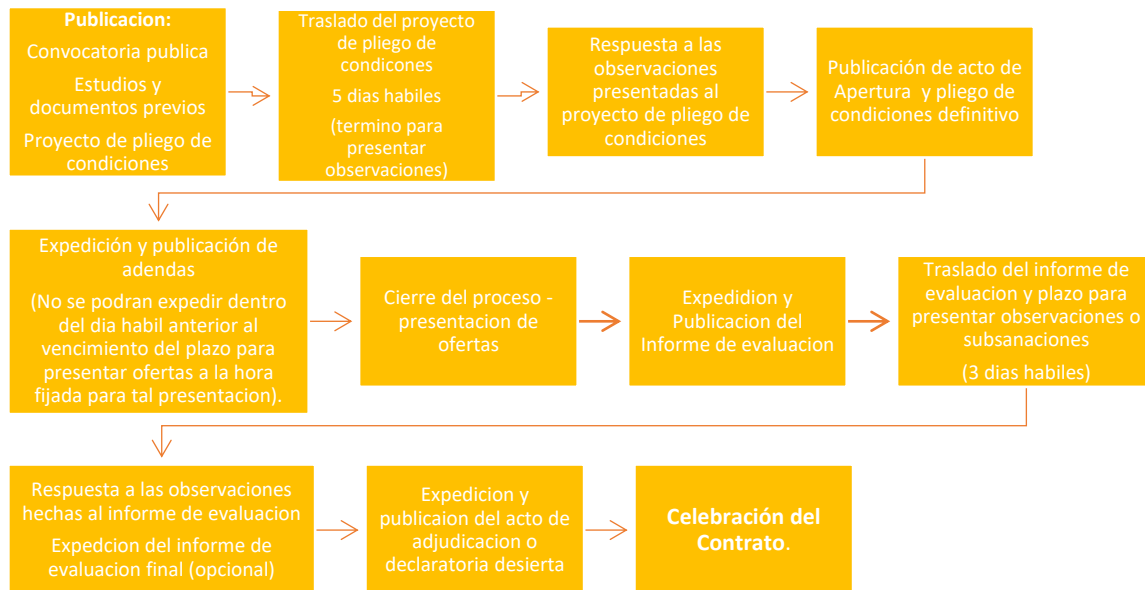 Publicacion:
Convocatoria publica
Estudios y
documentos previos
Proyecto de pliego de
condiciones
Traslado del proyecto
de pliego de
condicones
5 dias habiles
(termino para
presentar
observaciones)
Respuesta a las
observaciones
presentadas al
proyecto de pliego de
condiciones
Publicación de acto de
Apertura y pliego de
condiciones definitivo
Expedición y publicación de
adendas
(No se podran expedir dentro
del dia habil anterior al
vencimiento del plazo para
presentar ofertas a la hora
fijada para tal presentacion).
Cierre del proceso -
presentacion de
ofertas
Expedidion y
Publicacion del
Informe de evaluacion
Traslado del informe de
evaluacion y plazo para
presentar observaciones o
subsanaciones
(3 dias habiles)
Respuesta a las observaciones
hechas al informe de evaluacion
Expedcion del informe de
evaluacion final (opcional)
Expedicion y
publicaion del acto de
adjudicacion o
declaratoria desierta
Celebración del
Contrato.